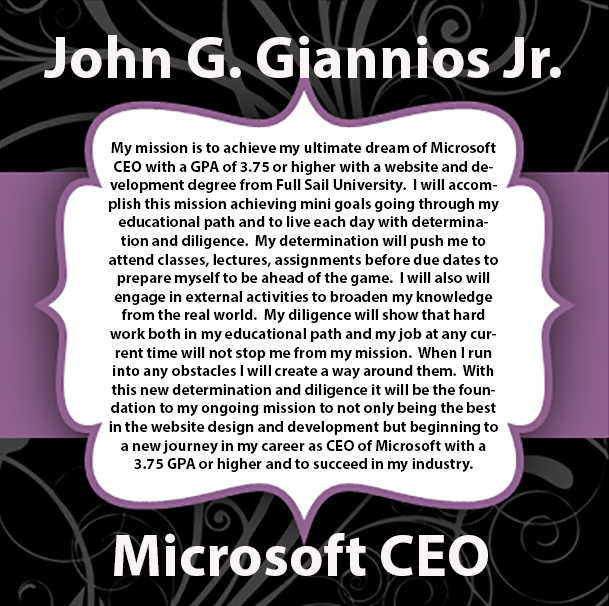 John G. Giannios Jr.
My mission is to achieve my ultimate dream of Microsoft
CEO with a GPA of 3.75 or higher with a website and de-
velopment degree from Full Sail University.  I will accom-
plish this mission achieving mini goals going through my
educational path and to live each day with determina-
tion and diligence.  My determination will push me to
attend classes, lectures, assignments before due dates to
prepare myself to be ahead of the game.  I will also will
engage in external activities to broaden my knowledge
from the real world.  My diligence will show that hard
work both in my educational path and my job at any cur-
rent time will not stop me from my mission.  When I run
into any obstacles I will create a way around them.  With
this new determination and diligence it will be the foun-
dation to my ongoing mission to not only being the best
in the website design and development but beginning to
a new journey in my career as CEO of Microsoft with a
3.75 GPA or higher and to succeed in my industry.
Microsoft CEO